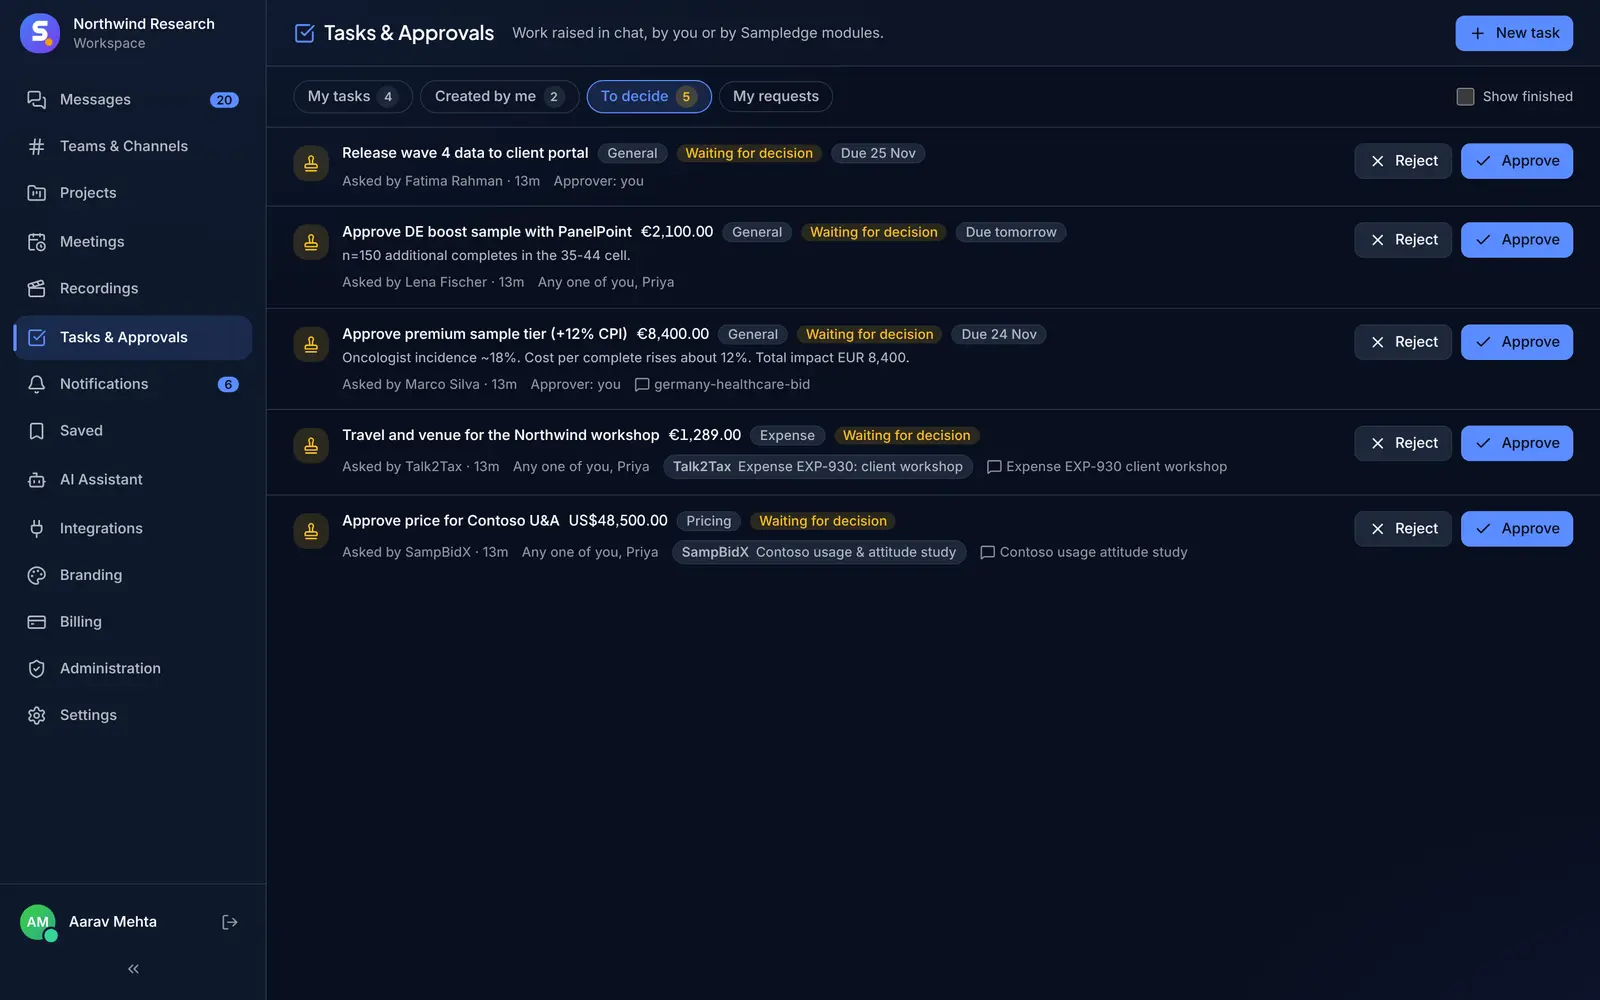 Northwind Research
Workspace
Messages 20
Teams & Channels
Projects
Meetings
Recordings
Tasks & Approvals
Notifications 6
Saved
AI Assistant
Integrations
Branding
Billing
Administration
Settings
AM Aarav Mehta
Tasks & Approvals Work raised in chat, by you or by Sampledge modules.
New task
My tasks 4 Created by me 2 To decide 5 My requests
Show finished
Release wave 4 data to client portal General Waiting for decision Due 25 Nov
Asked by Fatima Rahman · 13m Approver: you
Reject Approve
Approve DE boost sample with PanelPoint €2,100.00 General Waiting for decision Due tomorrow
n=150 additional completes in the 35-44 cell.
Asked by Lena Fischer · 13m Any one of you, Priya
Reject Approve
Approve premium sample tier (+12% CPI) €8,400.00 General Waiting for decision Due 24 Nov
Oncologist incidence ~18%. Cost per complete rises about 12%. Total impact EUR 8,400.
Asked by Marco Silva · 13m Approver: you germany-healthcare-bid
Reject Approve
Travel and venue for the Northwind workshop €1,289.00 Expense Waiting for decision
Asked by Talk2Tax · 13m Any one of you, Priya Talk2Tax Expense EXP-930: client workshop Expense EXP-930 client workshop
Reject Approve
Approve price for Contoso U&A US$48,500.00 Pricing Waiting for decision
Asked by SampBidX · 13m Any one of you, Priya SampBidX Contoso usage & attitude study Contoso usage attitude study
Reject Approve